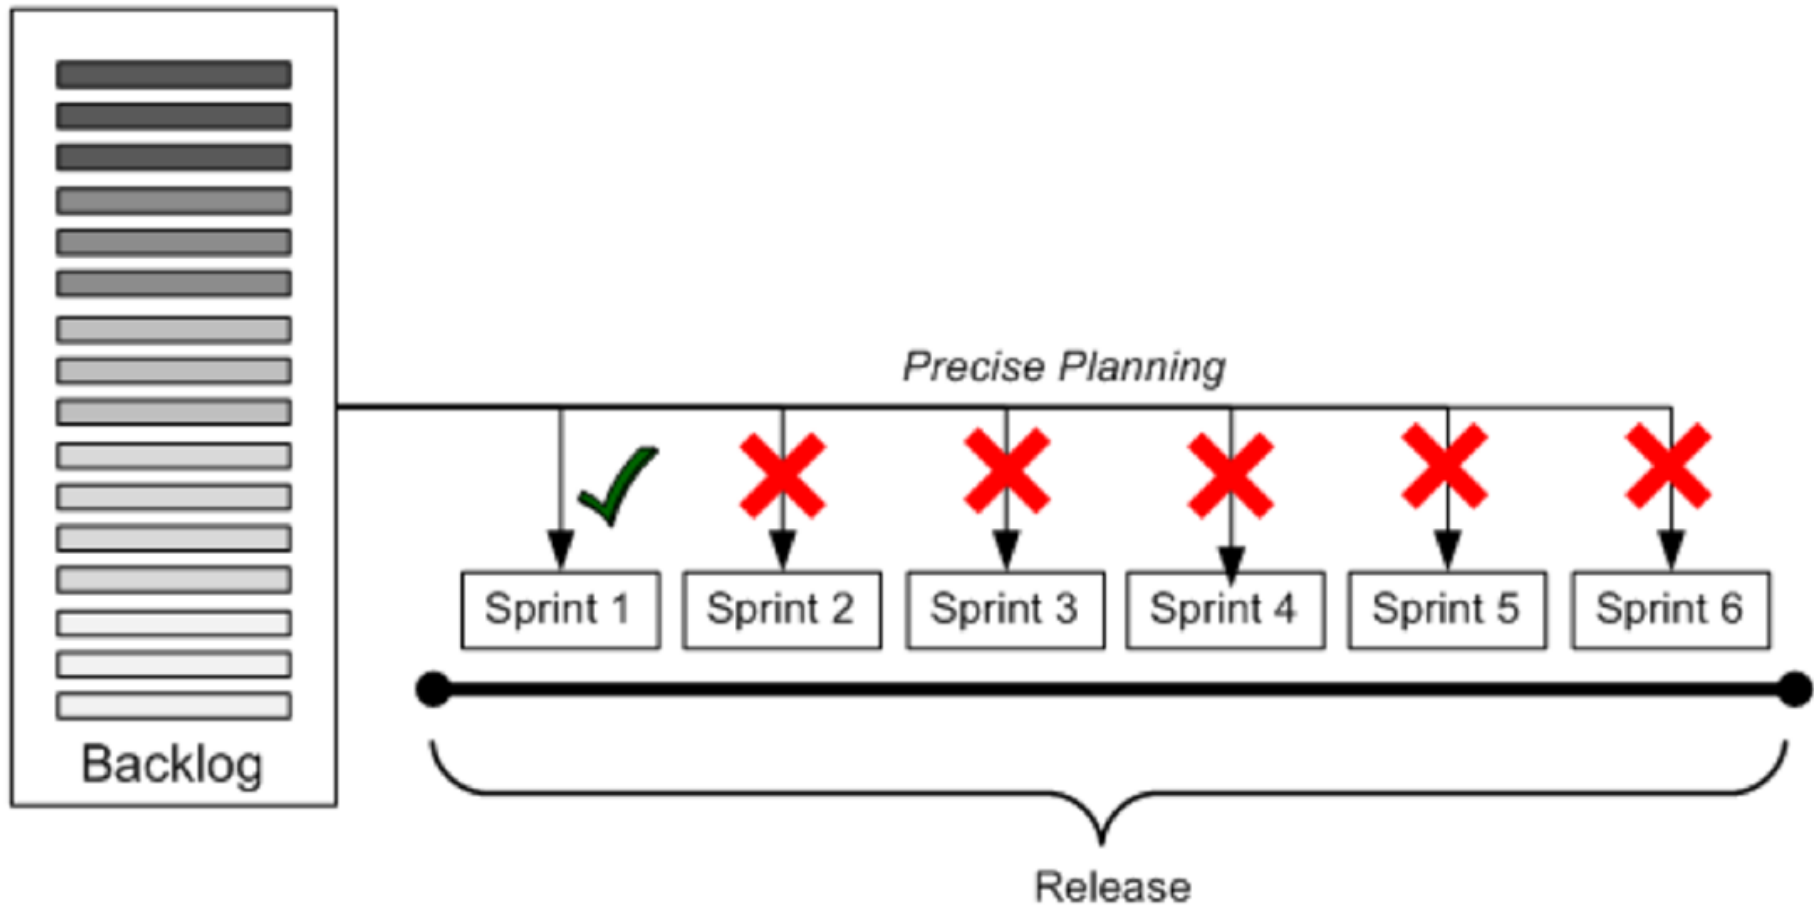 Precise Planning
Sprint 1
Sprint 2
Sprint 3
Sprint 4
Sprint 5
Sprint 6
Backlog
Release